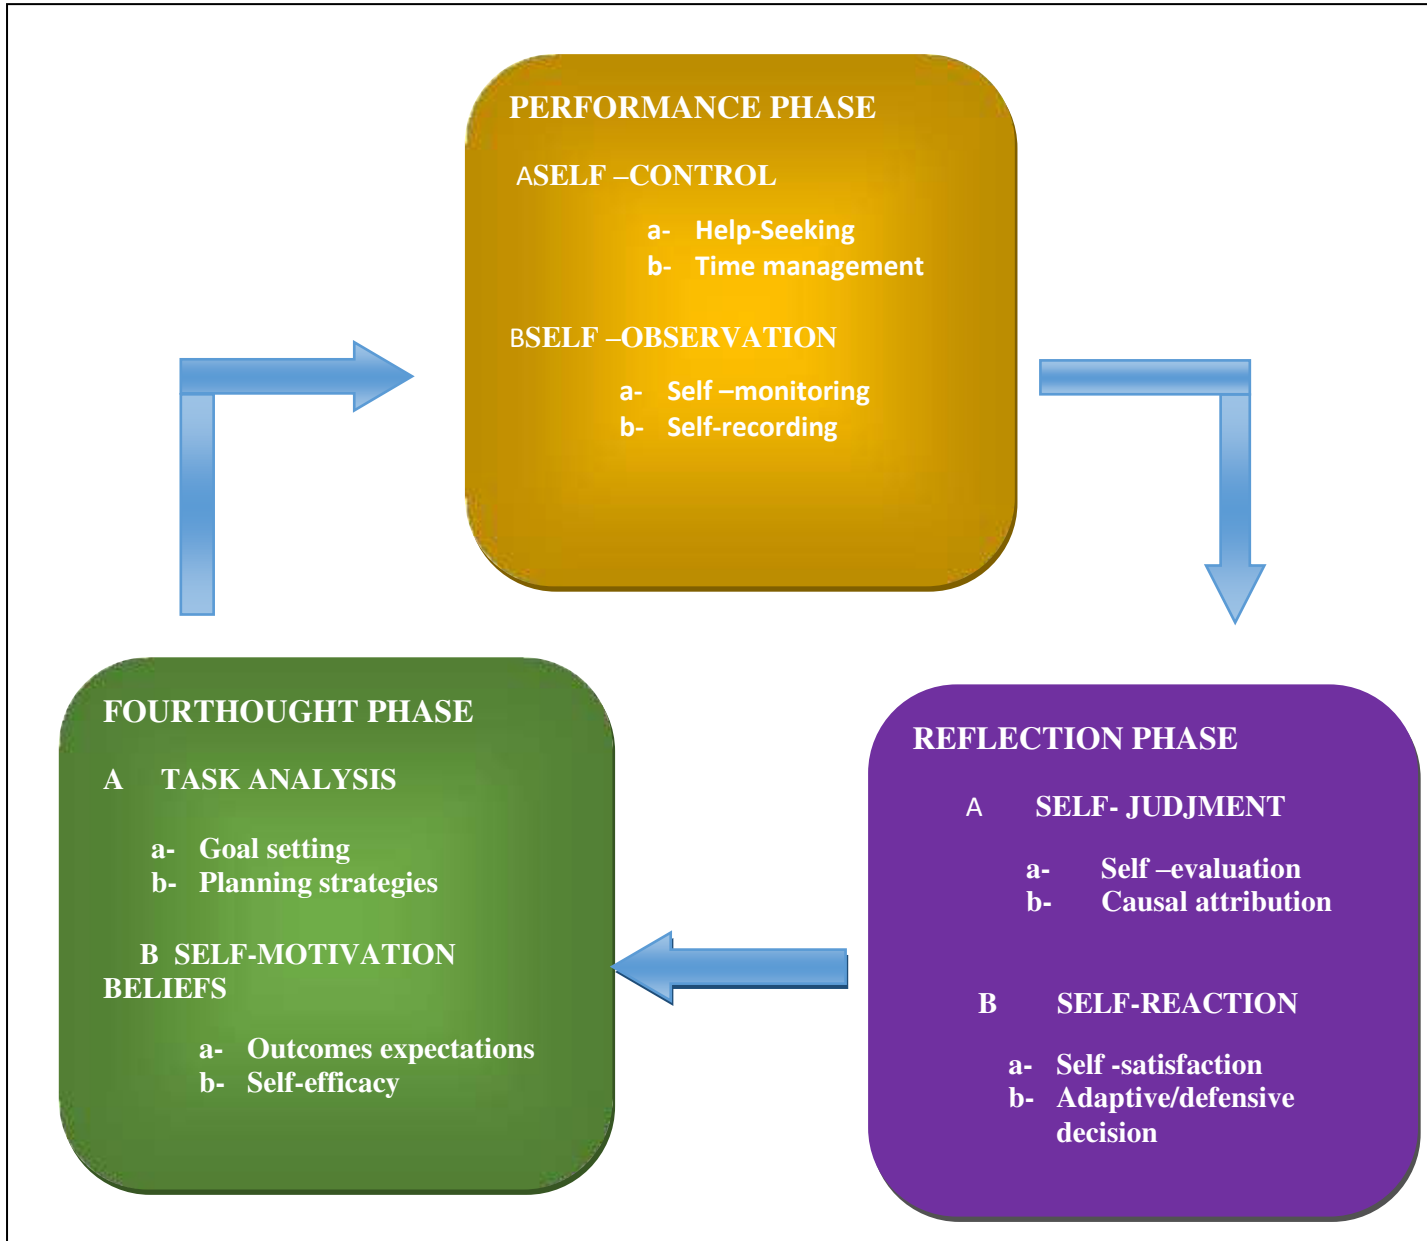 PERFORMANCE PHASE
ASELF –CONTROL
a- Help-Seeking
b- Time management
BSELF –OBSERVATION
a- Self –monitoring
b- Self-recording
FOURTHOUGHT PHASE
A TASK ANALYSIS
a- Goal setting
b- Planning strategies
B SELF-MOTIVATION
BELIEFS
a- Outcomes expectations
b- Self-efficacy
REFLECTION PHASE
A SELF- JUDJMENT
a- Self –evaluation
b- Causal attribution
B SELF-REACTION
a- Self -satisfaction
b- Adaptive/defensive
decision